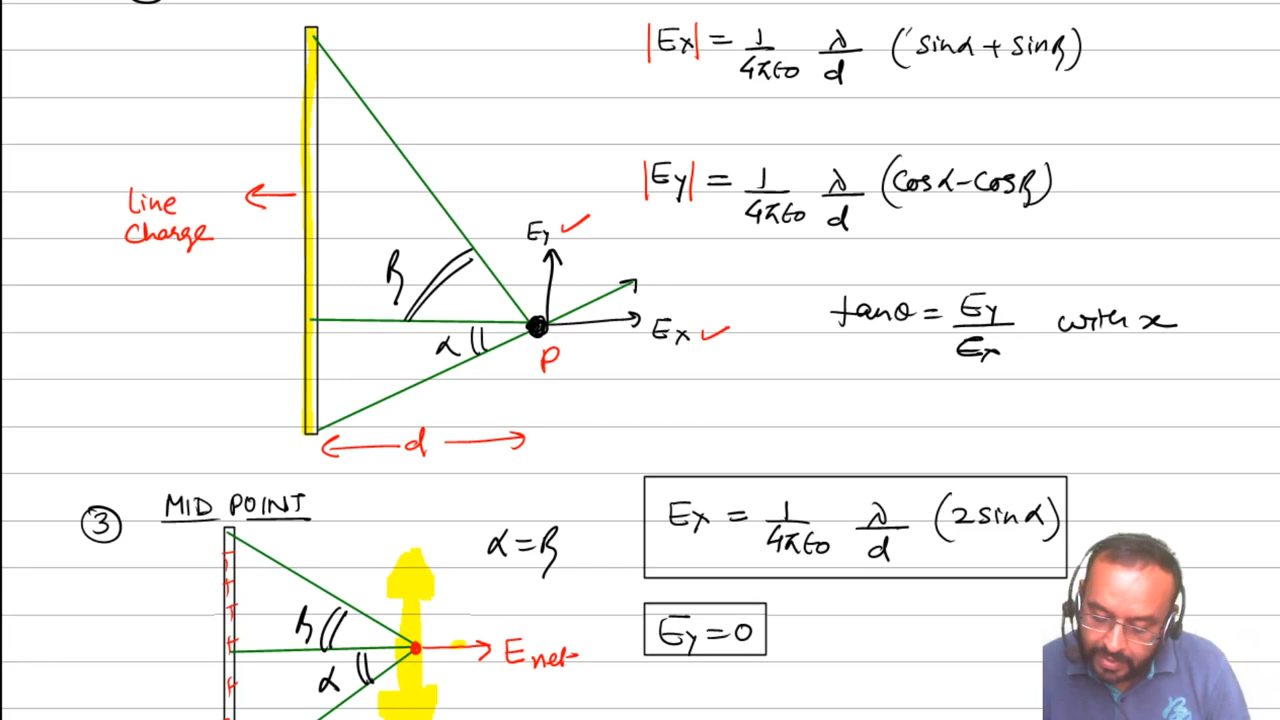 |Ex| = 1/4πε0 λ/d (sinα + sinβ)
|Ey| = 1/4πε0 λ/d (cosα - cosβ)
Line
Charge
Ey ✓
β
Ex ✓
α
P
tanθ = Ey/Ex with x
d
3 MID POINT
α = β
Ex = 1/4πε0 λ/d (2sinα)
β
Ey = 0
Enet
α